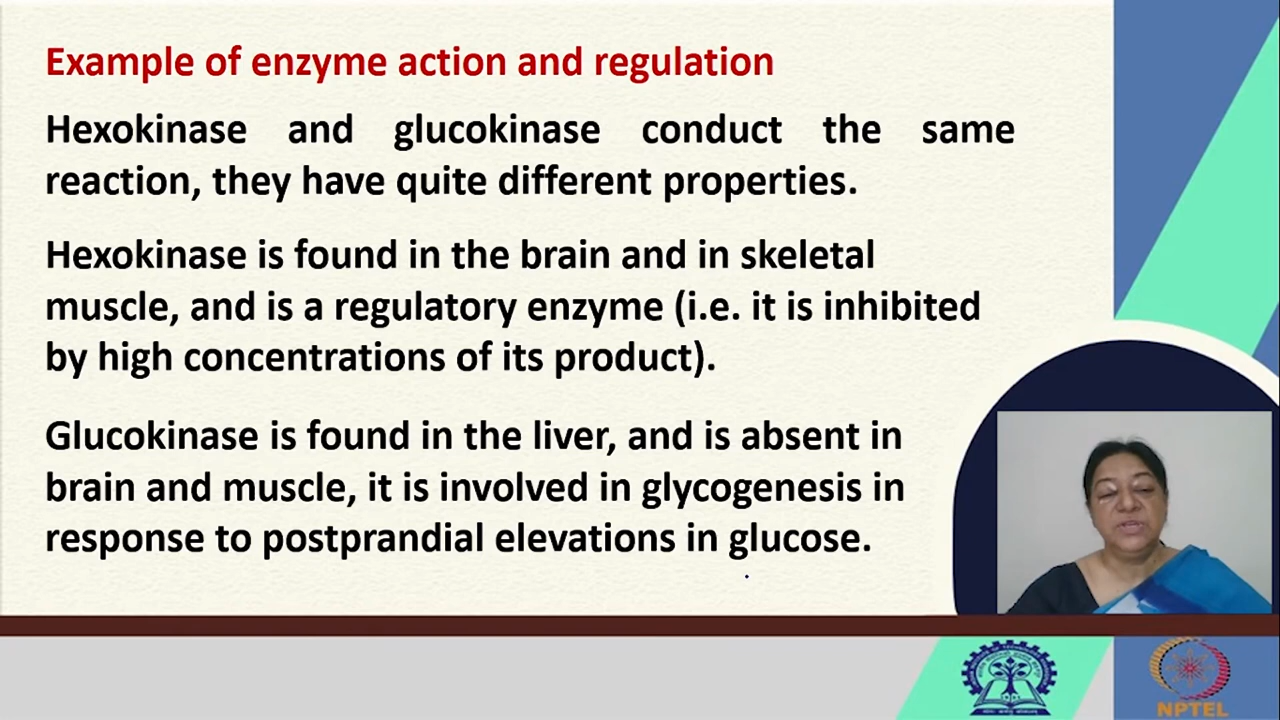 Example of enzyme action and regulation
Hexokinase and glucokinase conduct the same
reaction, they have quite different properties.
Hexokinase is found in the brain and in skeletal
muscle, and is a regulatory enzyme (i.e. it is inhibited
by high concentrations of its product).
Glucokinase is found in the liver, and is absent in
brain and muscle, it is involved in glycogenesis in
response to postprandial elevations in glucose.
NPTEL